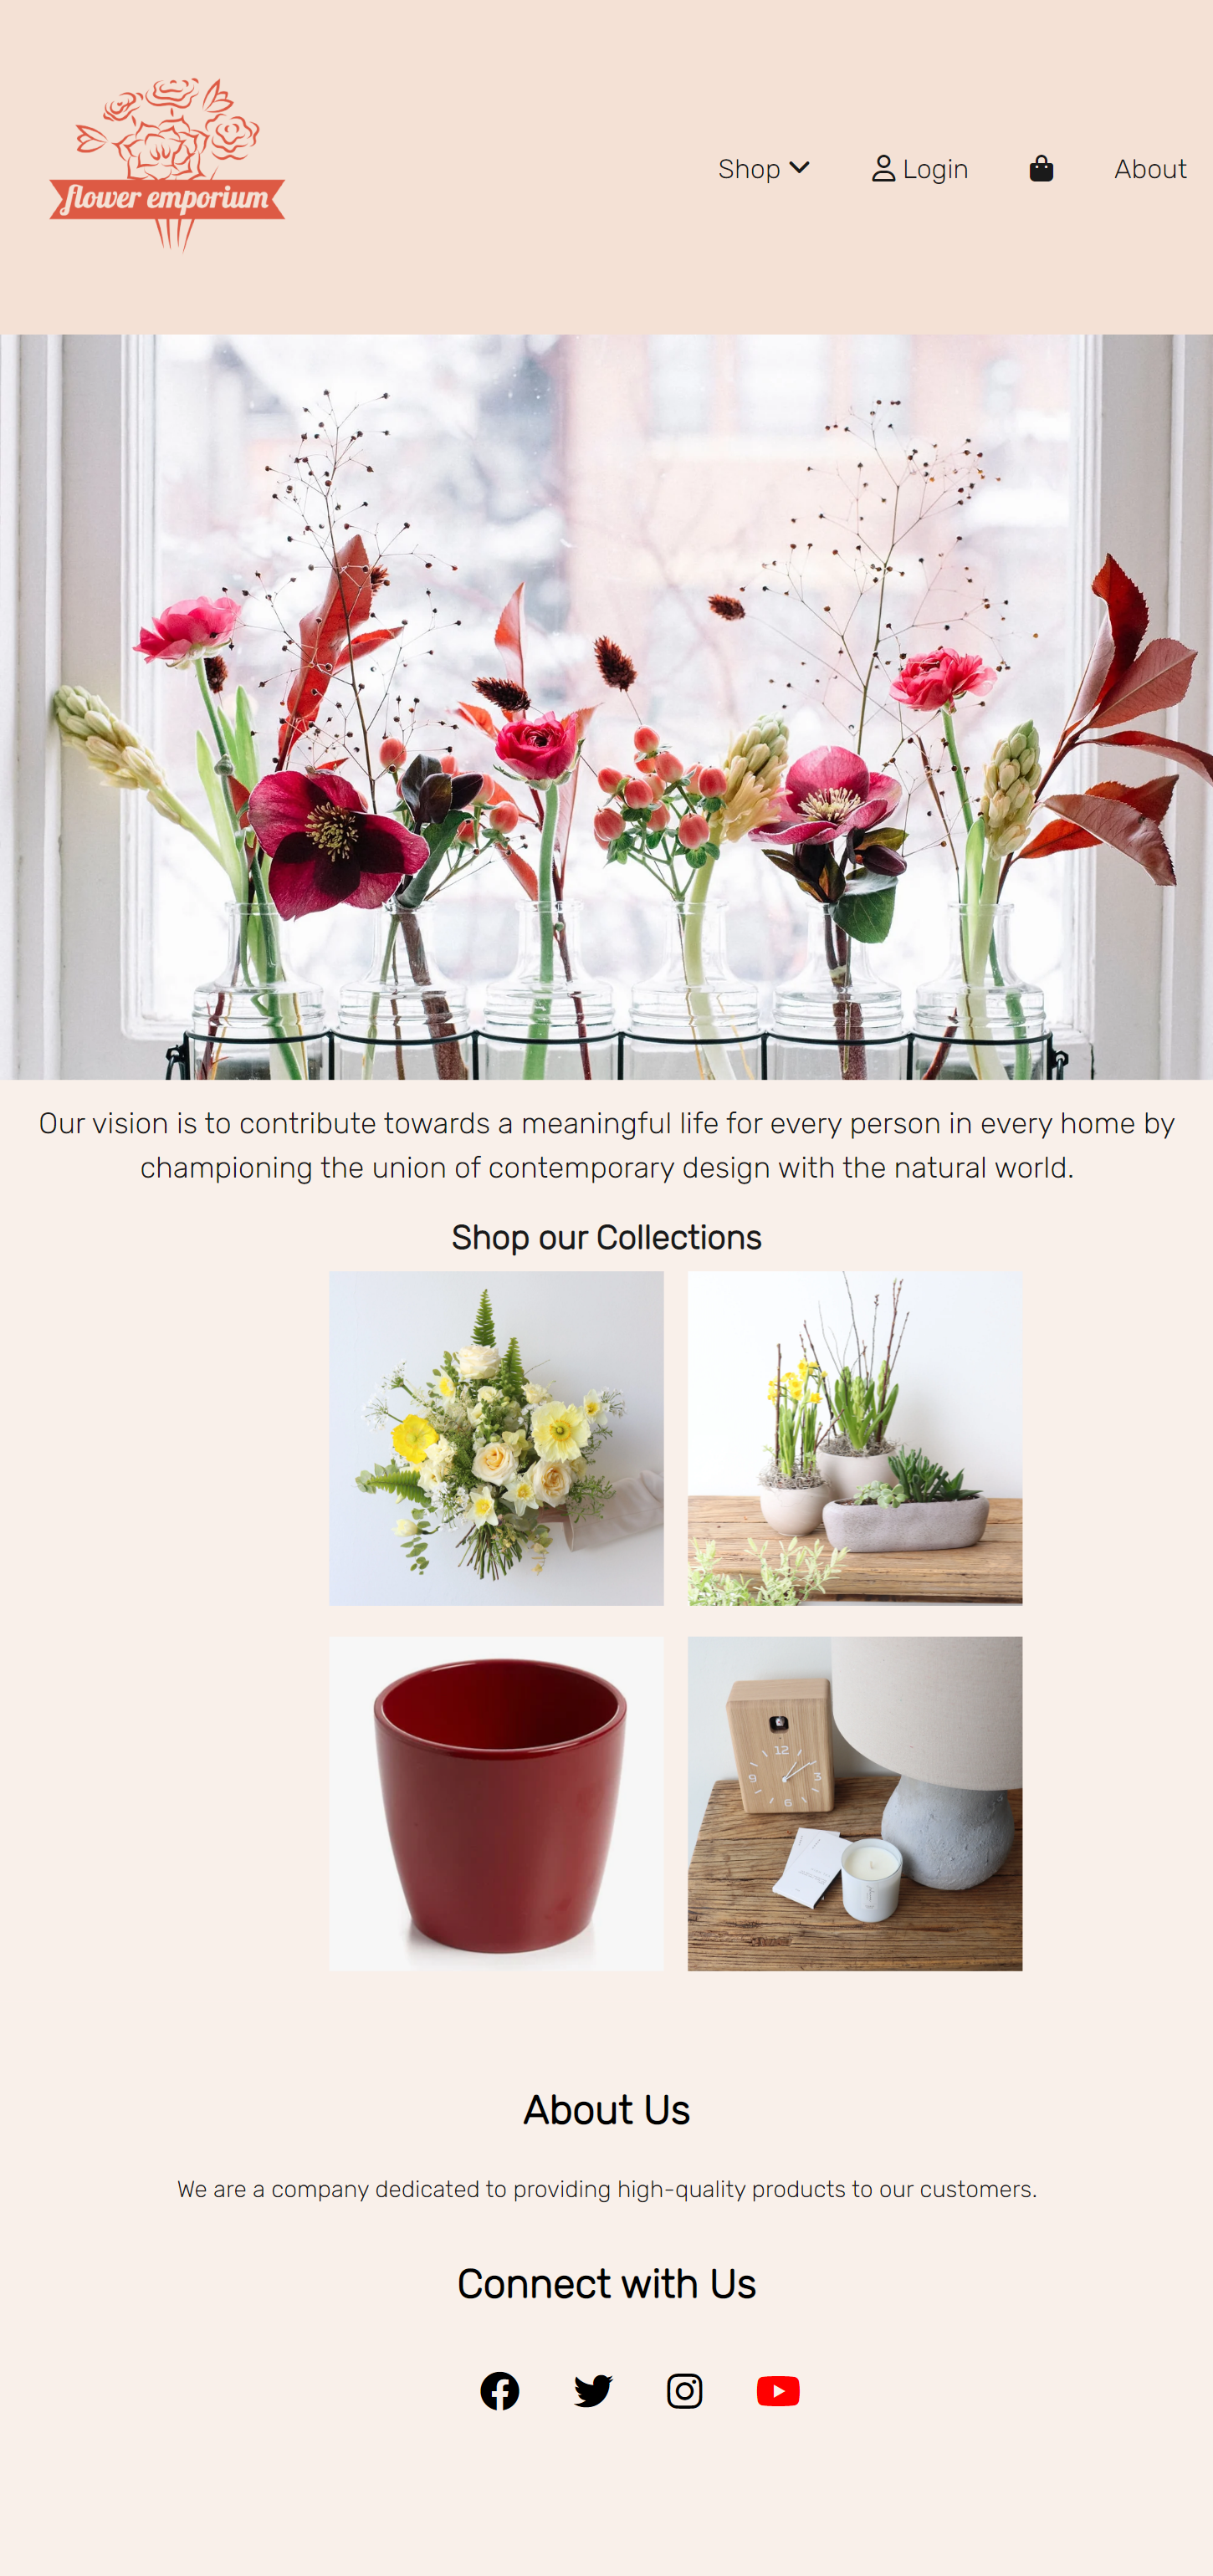 flower emporium
Shop
Login
About
Our vision is to contribute towards a meaningful life for every person in every home by
championing the union of contemporary design with the natural world.
Shop our Collections
12
9
3
6
About Us
We are a company dedicated to providing high-quality products to our customers.
Connect with Us